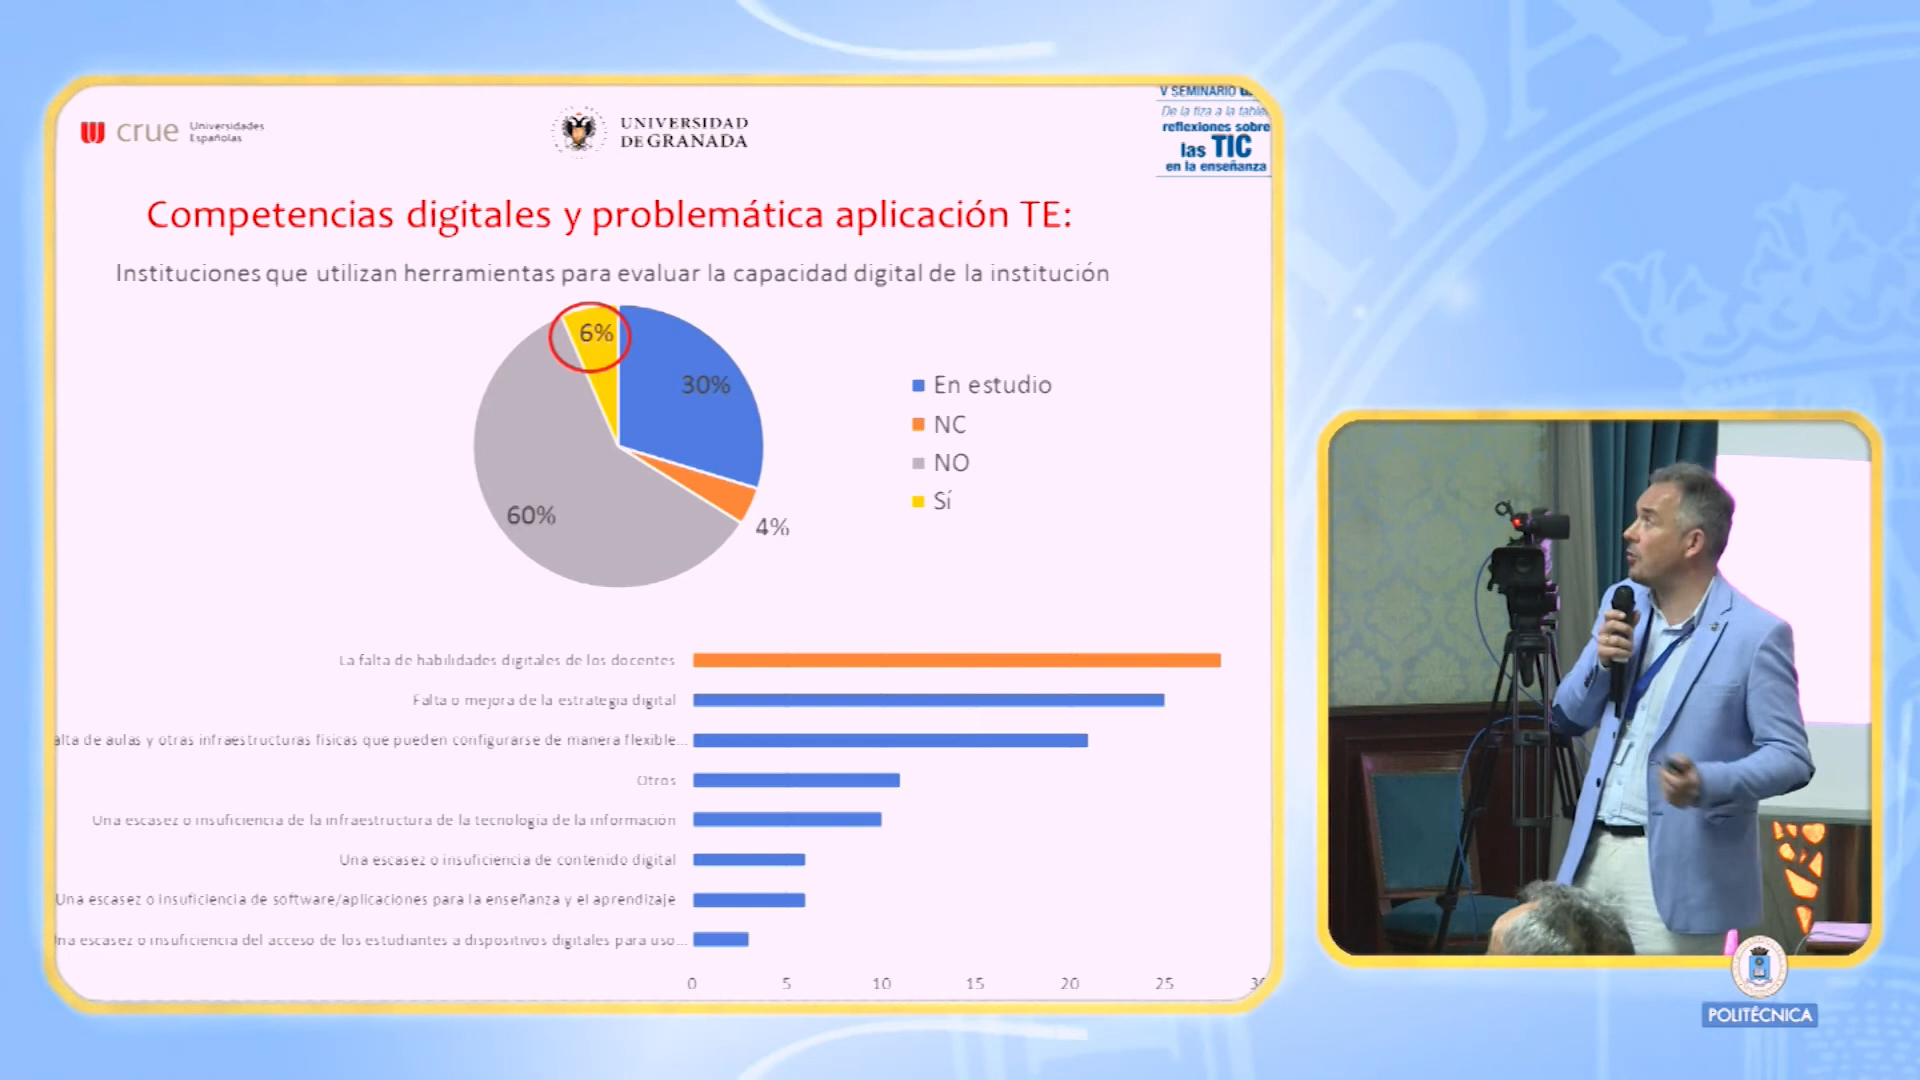 crue Universidades
Españolas
UNIVERSIDAD
DE GRANADA
V SEMINARIO
De la tiza a la table
reflexiones sobre
las TIC
en la enseñanza
Competencias digitales y problemática aplicación TE:
Instituciones que utilizan herramientas para evaluar la capacidad digital de la institución
6%
30%
60%
4%
En estudio
NC
NO
Sí
La falta de habilidades digitales de los docentes
Falta o mejora de la estrategia digital
alta de aulas y otras infraestructuras físicas que pueden configurarse de manera flexible...
Otros
Una escasez o insuficiencia de la infraestructura de la tecnología de la información
Una escasez o insuficiencia de contenido digital
Una escasez o insuficiencia de software/aplicaciones para la enseñanza y el aprendizaje
na escasez o insuficiencia del acceso de los estudiantes a dispositivos digitales para uso...
0 5 10 15 20 25 30
POLITÉCNICA